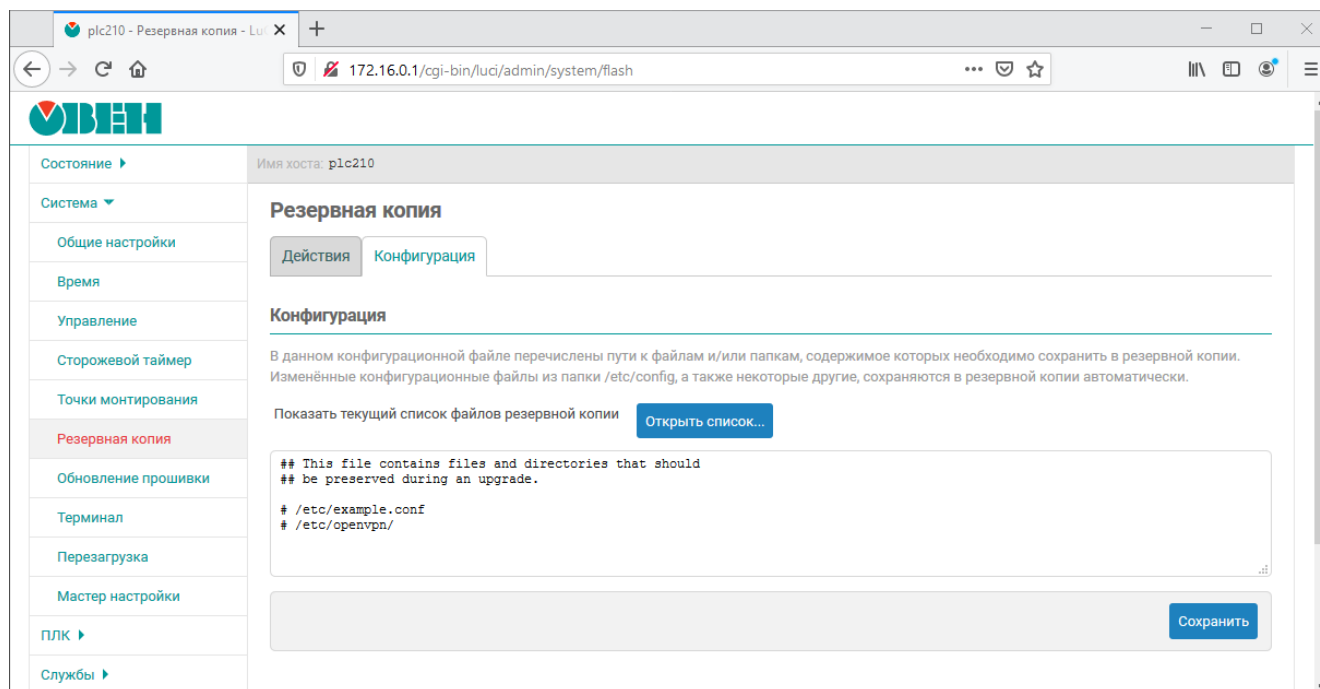 plc210 - Резервная копия - Lu
172.16.0.1/cgi-bin/luci/admin/system/flash
ОВЕН
Состояние
Имя хоста: plc210
Система
Общие настройки
Время
Управление
Сторожевой таймер
Точки монтирования
Резервная копия
Обновление прошивки
Терминал
Перезагрузка
Мастер настройки
ПЛК
Службы
Резервная копия
Действия
Конфигурация
Конфигурация
В данном конфигурационной файле перечислены пути к файлам и/или папкам, содержимое которых необходимо сохранить в резервной копии.
Изменённые конфигурационные файлы из папки /etc/config, а также некоторые другие, сохраняются в резервной копии автоматически.
Показать текущий список файлов резервной копии
Открыть список...
## This file contains files and directories that should
## be preserved during an upgrade.
# /etc/example.conf
# /etc/openvpn/
Сохранить